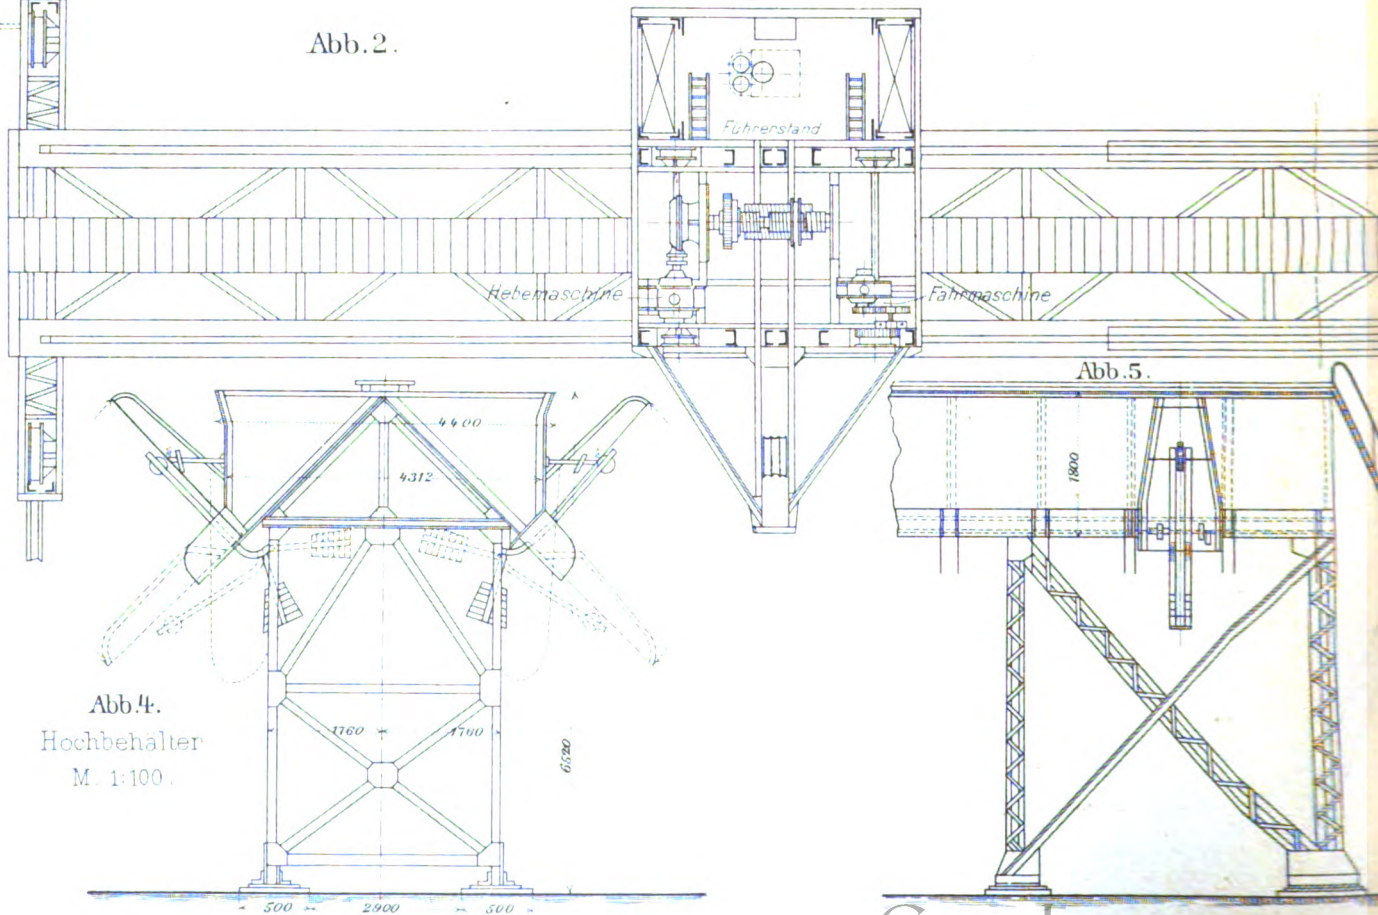 Abb.2.
Führerstand
Hebemaschine
Fahrmaschine
Abb.5.
4400
4312
1800
Abb.4.
Hochbehälter
M. 1:100.
1760
1760
6520
500
2900
500